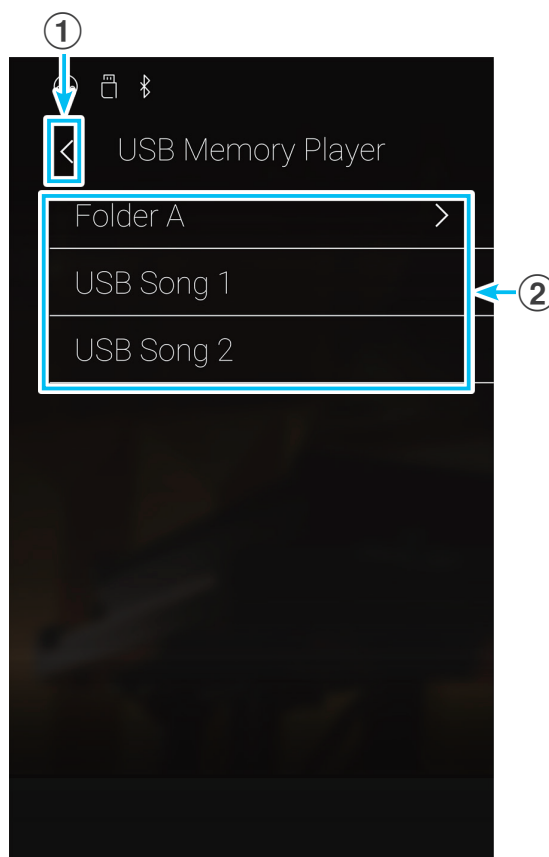 ①
USB Memory Player
Folder A
USB Song 1
②
USB Song 2